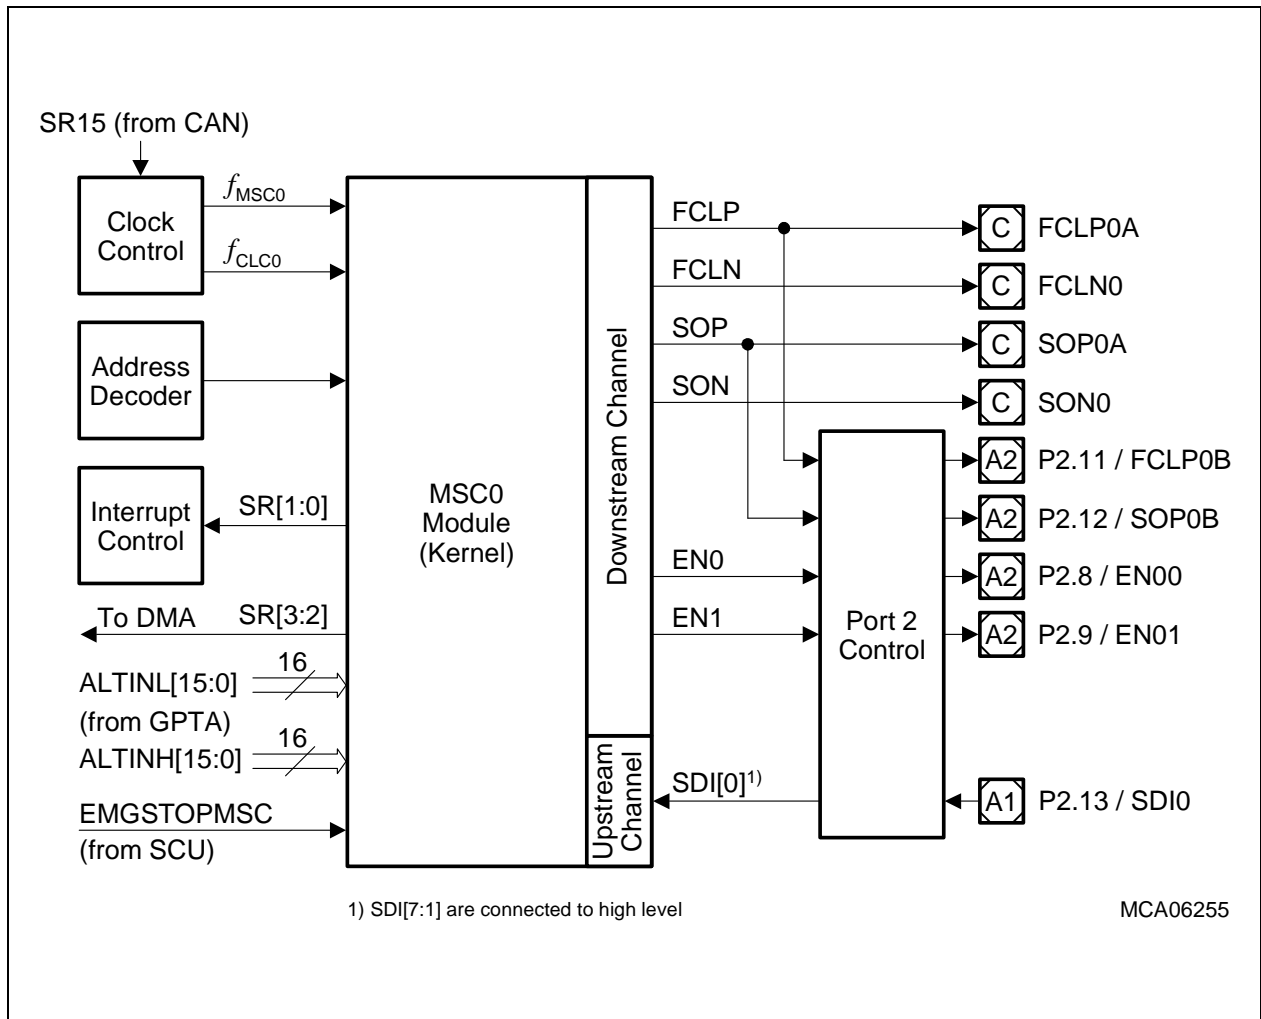 SR15 (from CAN)
Clock
Control
fMSC0
fCLC0
Address
Decoder
Interrupt
Control
SR[1:0]
To DMA
SR[3:2]
ALTINL[15:0]
16
(from GPTA)
ALTINH[15:0]
16
EMGSTOPMSC
(from SCU)
MSC0
Module
(Kernel)
Downstream Channel
Upstream
Channel
FCLP
FCLN
SOP
SON
EN0
EN1
SDI[0]1)
Port 2
Control
C FCLP0A
C FCLN0
C SOP0A
C SON0
A2 P2.11 / FCLP0B
A2 P2.12 / SOP0B
A2 P2.8 / EN00
A2 P2.9 / EN01
A1 P2.13 / SDI0
1) SDI[7:1] are connected to high level
MCA06255